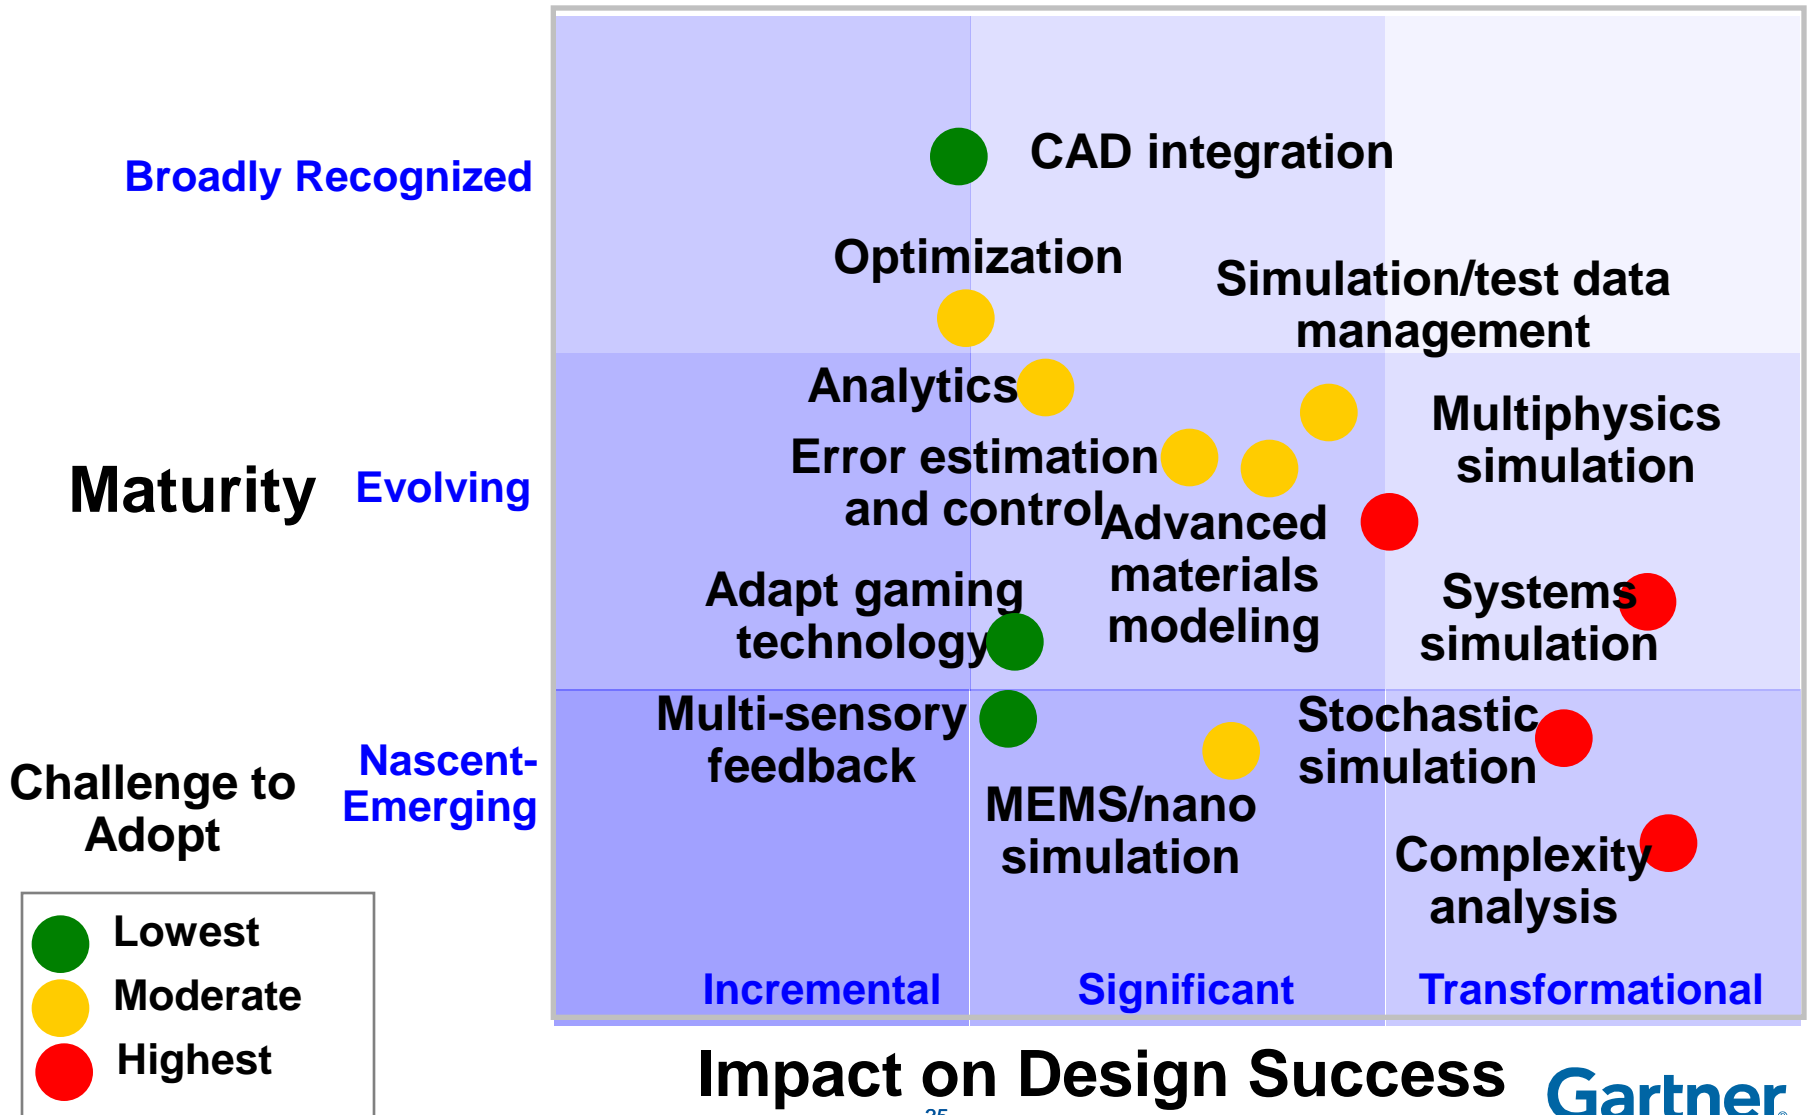 CAD integration
Broadly Recognized
Optimization
Simulation/test data
management
Analytics
Multiphysics
simulation
Error estimation
and control
Maturity
Evolving
Advanced
materials
modeling
Adapt gaming
technology
Systems
simulation
Multi-sensory
feedback
Stochastic
simulation
Nascent-
Emerging
Challenge to
Adopt
MEMS/nano
simulation
Complexity
analysis
Lowest
Moderate
Highest
Incremental
Significant
Transformational
Impact on Design Success
Gartner®